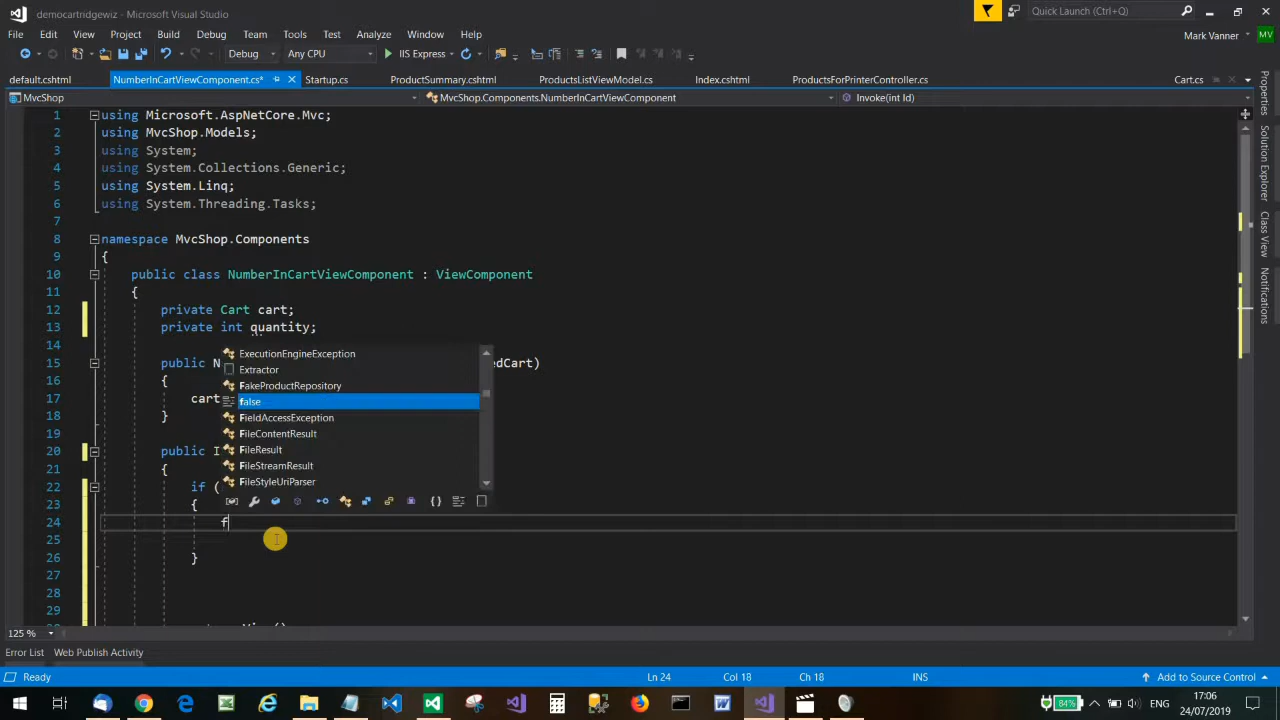 democartridgewiz - Microsoft Visual Studio
Quick Launch (Ctrl+Q)
File Edit View Project Build Debug Team Tools Test Analyze Window Help
Mark Vanner MV
Debug Any CPU IIS Express
default.cshtml NumberInCartViewComponent.cs* Startup.cs ProductSummary.cshtml ProductsListViewModel.cs Index.cshtml ProductsForPrinterController.cs Cart.cs
MvcShop MvcShop.Components.NumberInCartViewComponent Invoke(int Id)
1 using Microsoft.AspNetCore.Mvc;
2 using MvcShop.Models;
3 using System;
4 using System.Collections.Generic;
5 using System.Linq;
6 using System.Threading.Tasks;
7
8 namespace MvcShop.Components
9 {
10 public class NumberInCartViewComponent : ViewComponent
11 {
12 private Cart cart;
13 private int quantity;
14
15 public N edCart)
16 {
17 cart
18 }
19
20 public I
21 {
22 if (
23 {
24 f
25
26 }
27
28
29
ExecutionEngineException
Extractor
FakeProductRepository
false
FieldAccessException
FileContentResult
FileResult
FileStreamResult
FileStyleUriParser
Properties
Solution Explorer
Class View
Notifications
125 %
Error List Web Publish Activity
Ready Ln 24 Col 18 Ch 18 INS Add to Source Control
84% 17:06
24/07/2019